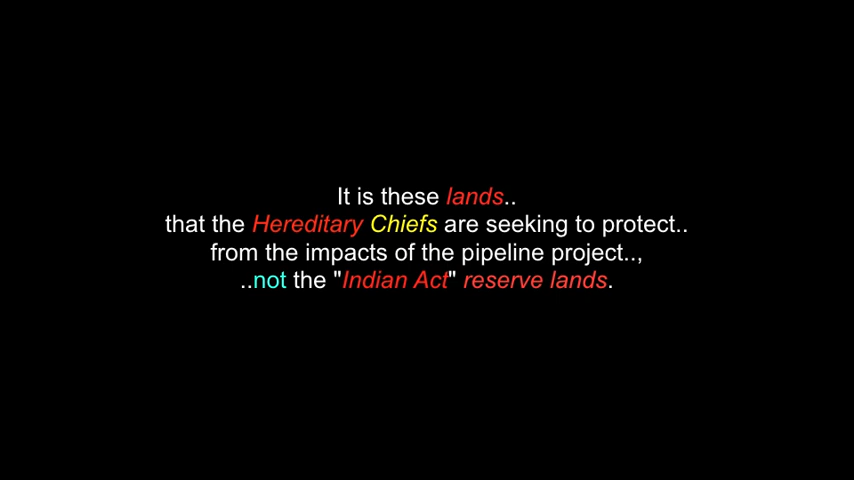 It is these lands..
that the Hereditary Chiefs are seeking to protect..
from the impacts of the pipeline project..,
..not the "Indian Act" reserve lands.